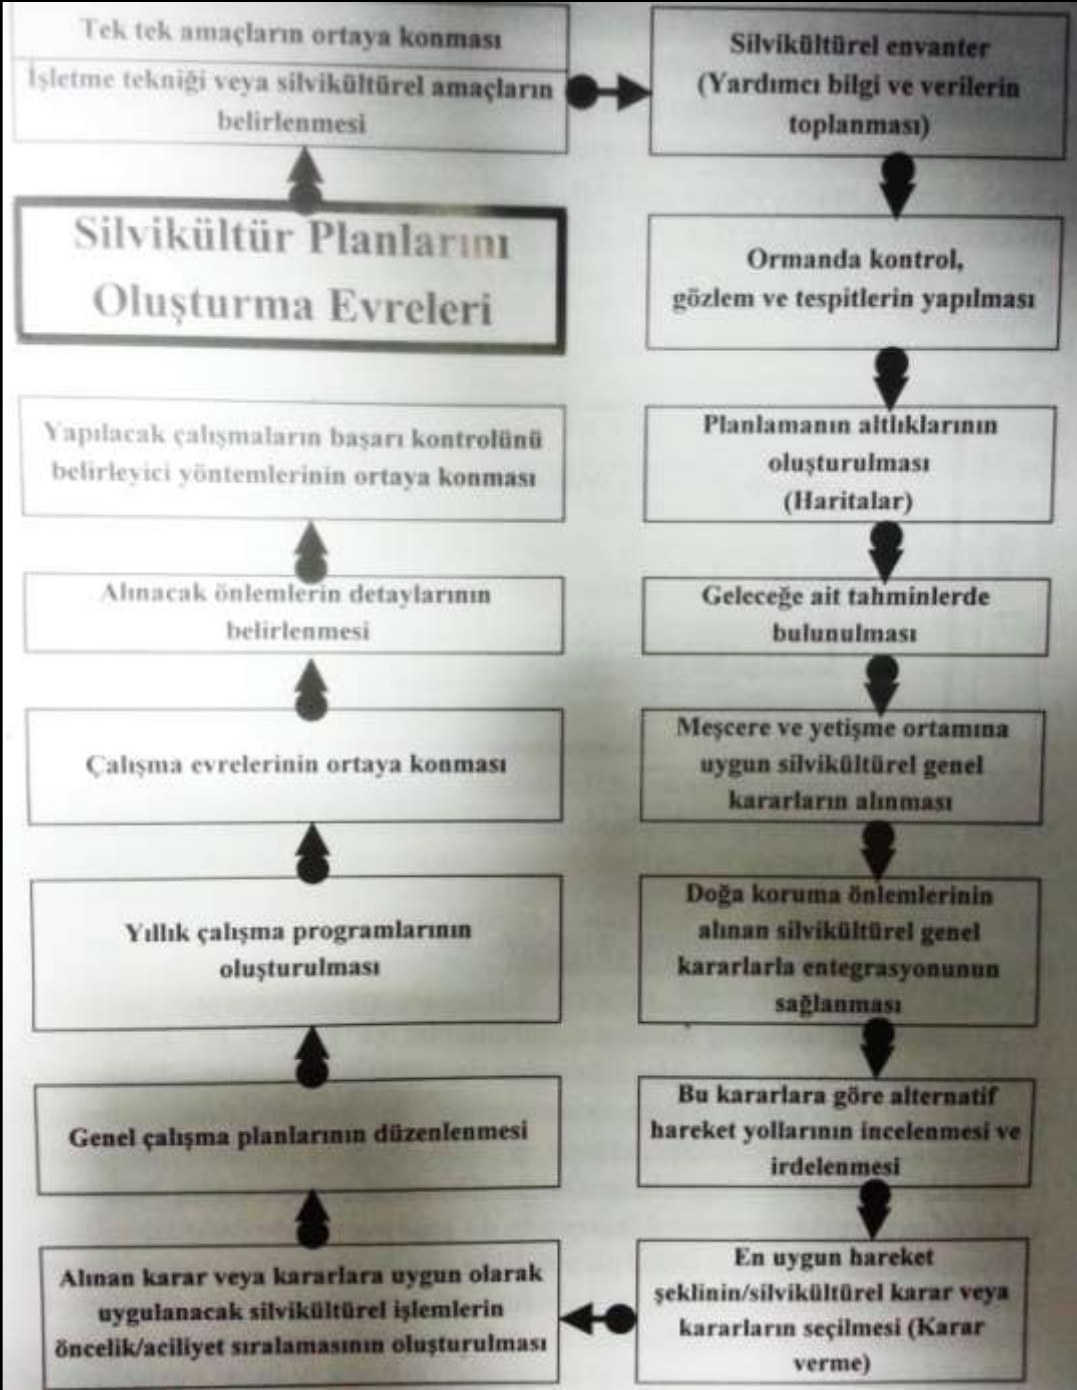 Tek tek amaçların ortaya konması
İşletme tekniği veya silvikültürel amaçların
belirlenmesi
Silvikültürel envanter
(Yardımcı bilgi ve verilerin
toplanması)
Silvikültür Planlarını
Oluşturma Evreleri
Ormanda kontrol,
gözlem ve tespitlerin yapılması
Planlamanın altlıklarının
oluşturulması
(Haritalar)
Geleceğe ait tahminlerde
bulunulması
Meşcere ve yetişme ortamına
uygun silvikültürel genel
kararların alınması
Doğa koruma önlemlerinin
alınan silvikültürel genel
kararlarla entegrasyonunun
sağlanması
Bu kararlara göre alternatif
hareket yollarının incelenmesi ve
irdelenmesi
En uygun hareket
şeklinin/silvikültürel karar veya
kararların seçilmesi (Karar
verme)
Alınan karar veya kararlara uygun olarak
uygulanacak silvikültürel işlemlerin
öncelik/aciliyet sıralamasının oluşturulması
Genel çalışma planlarının düzenlenmesi
Yıllık çalışma programlarının
oluşturulması
Çalışma evrelerinin ortaya konması
Alınacak önlemlerin detaylarının
belirlenmesi
Yapılacak çalışmaların başarı kontrolünü
belirleyici yöntemlerinin ortaya konması